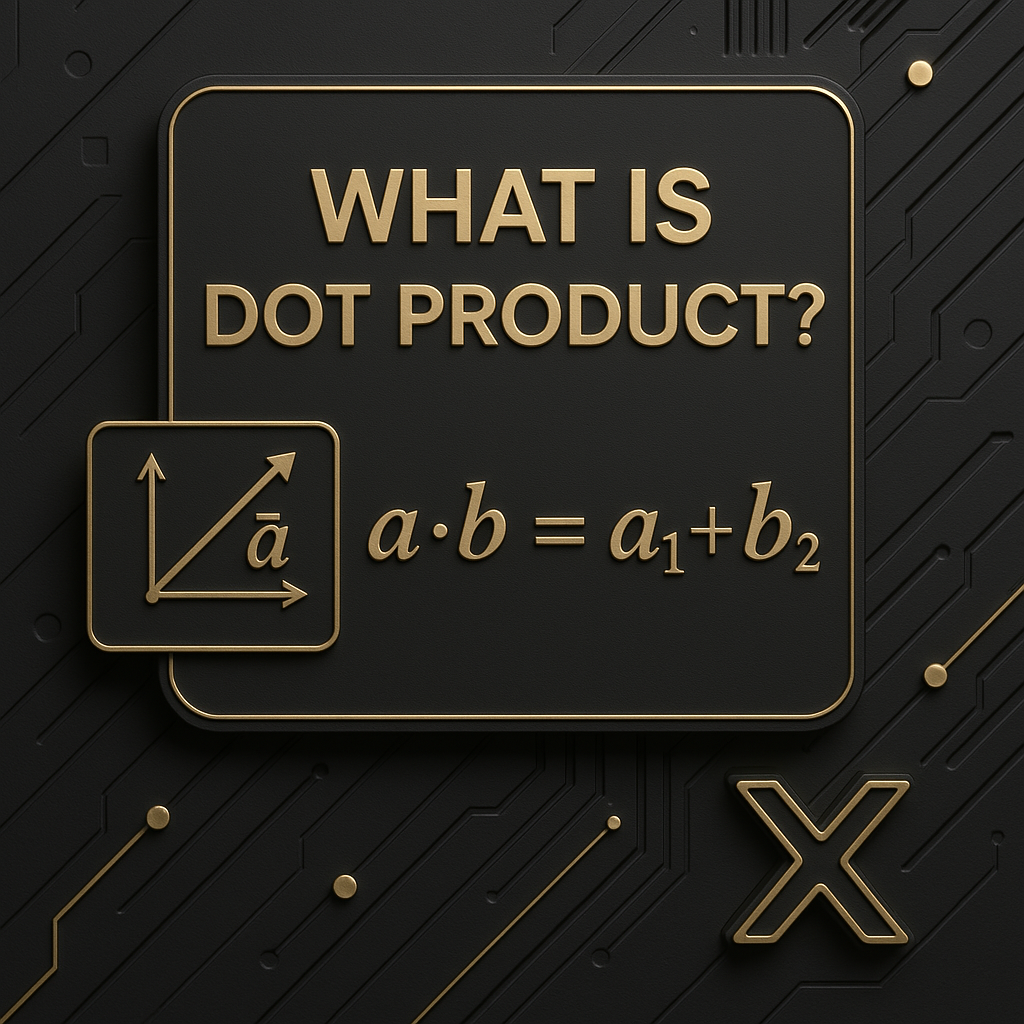 WHAT IS
DOT PRODUCT?
a̅
a·b = a₁+b₂
X